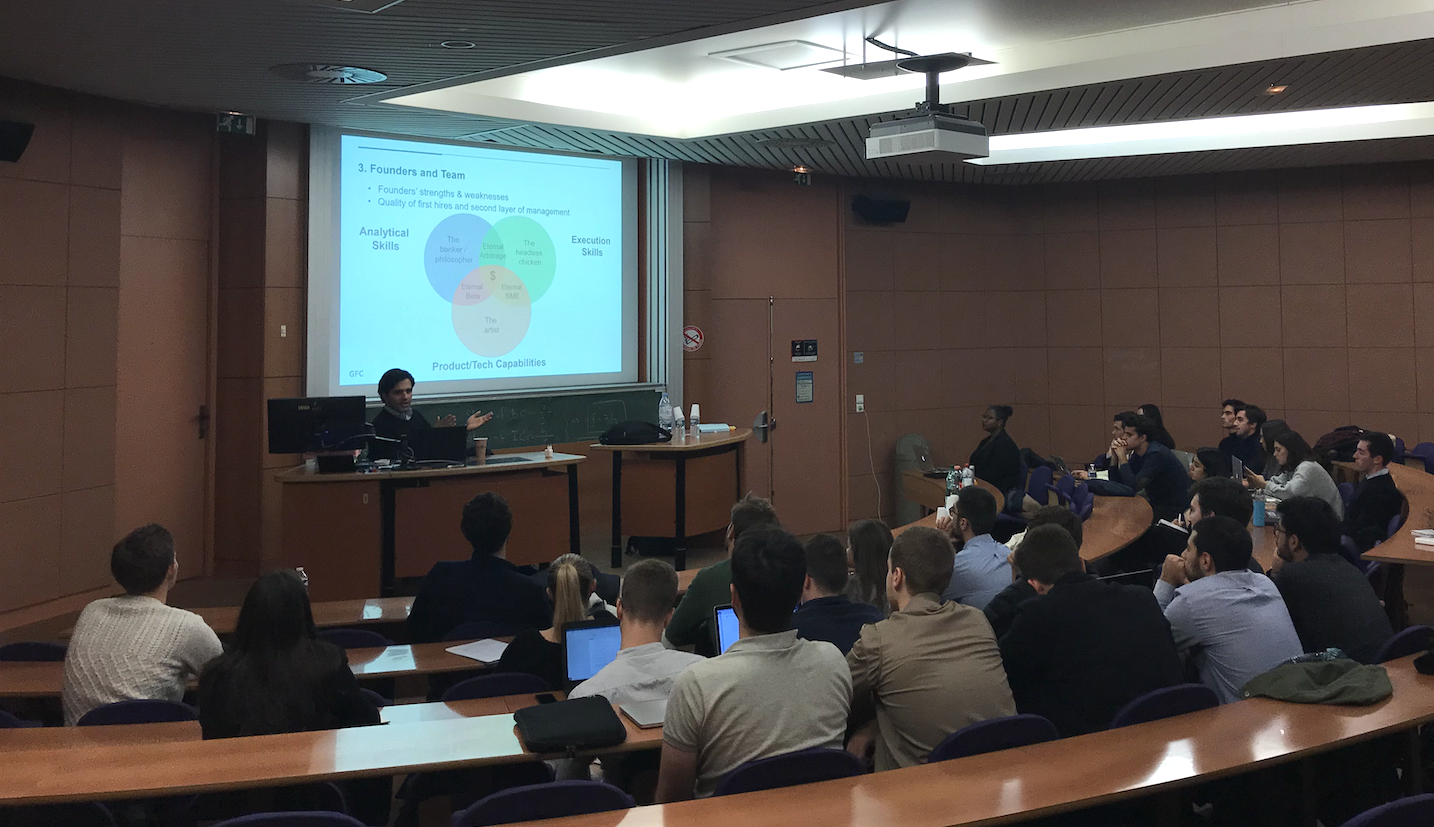 3. Founders and Team
• Founders' strengths & weaknesses
• Quality of first hires and second layer of management
Analytical
Skills
Execution
Skills
The
banker /
philosopher
Eternal
Arbitrage
The
headless
chicken
$
Eternal
Beta
Eternal
SME
The
artist
Product/Tech Capabilities
GFC